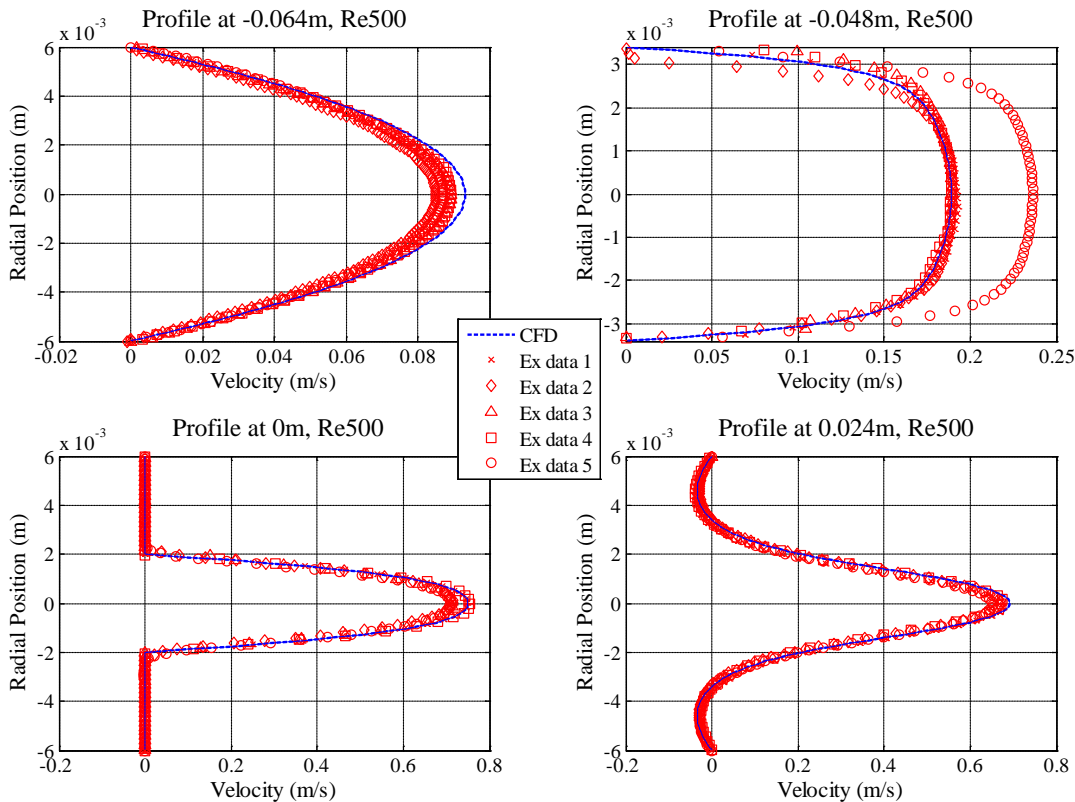 Profile at -0.064m, Re500
x 10-3
6
4
2
0
-2
-4
-6
Radial Position (m)
-0.02 0 0.02 0.04 0.06 0.08
Velocity (m/s)
Profile at -0.048m, Re500
x 10-3
3
2
1
0
-1
-2
-3
Radial Position (m)
0 0.05 0.1 0.15 0.2 0.25
Velocity (m/s)
CFD
Ex data 1
Ex data 2
Ex data 3
Ex data 4
Ex data 5
Profile at 0m, Re500
x 10-3
6
4
2
0
-2
-4
-6
Radial Position (m)
-0.2 0 0.2 0.4 0.6 0.8
Velocity (m/s)
Profile at 0.024m, Re500
x 10-3
6
4
2
0
-2
-4
-6
Radial Position (m)
-0.2 0 0.2 0.4 0.6 0.8
Velocity (m/s)